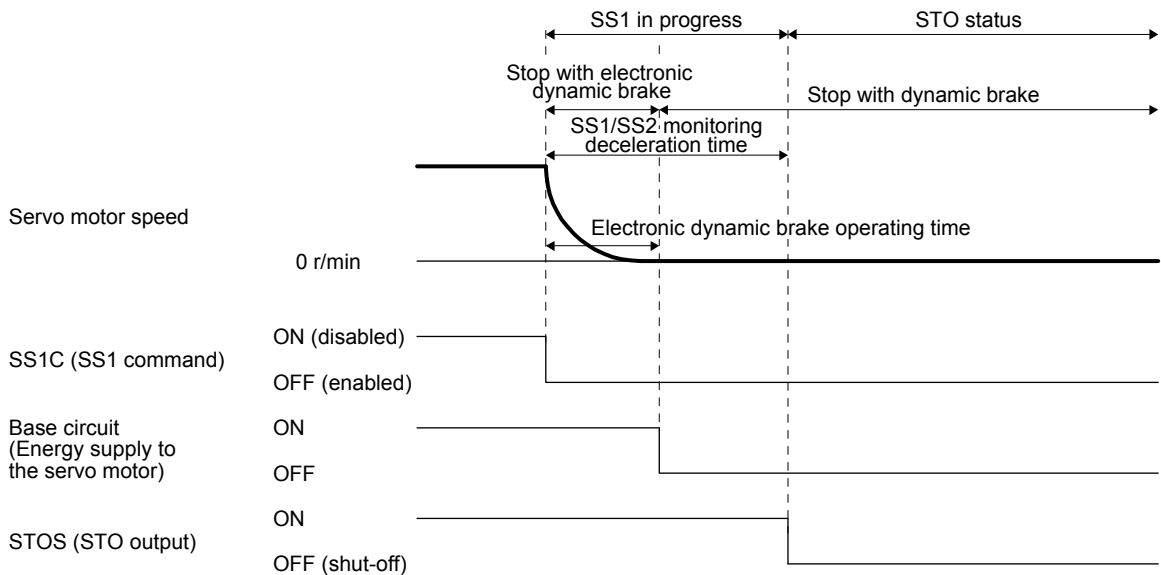 SS1 in progress
STO status
Stop with electronic
dynamic brake
Stop with dynamic brake
SS1/SS2 monitoring
deceleration time
Servo motor speed
Electronic dynamic brake operating time
0 r/min
SS1C (SS1 command)
ON (disabled)
OFF (enabled)
Base circuit
(Energy supply to
the servo motor)
ON
OFF
STOS (STO output)
ON
OFF (shut-off)